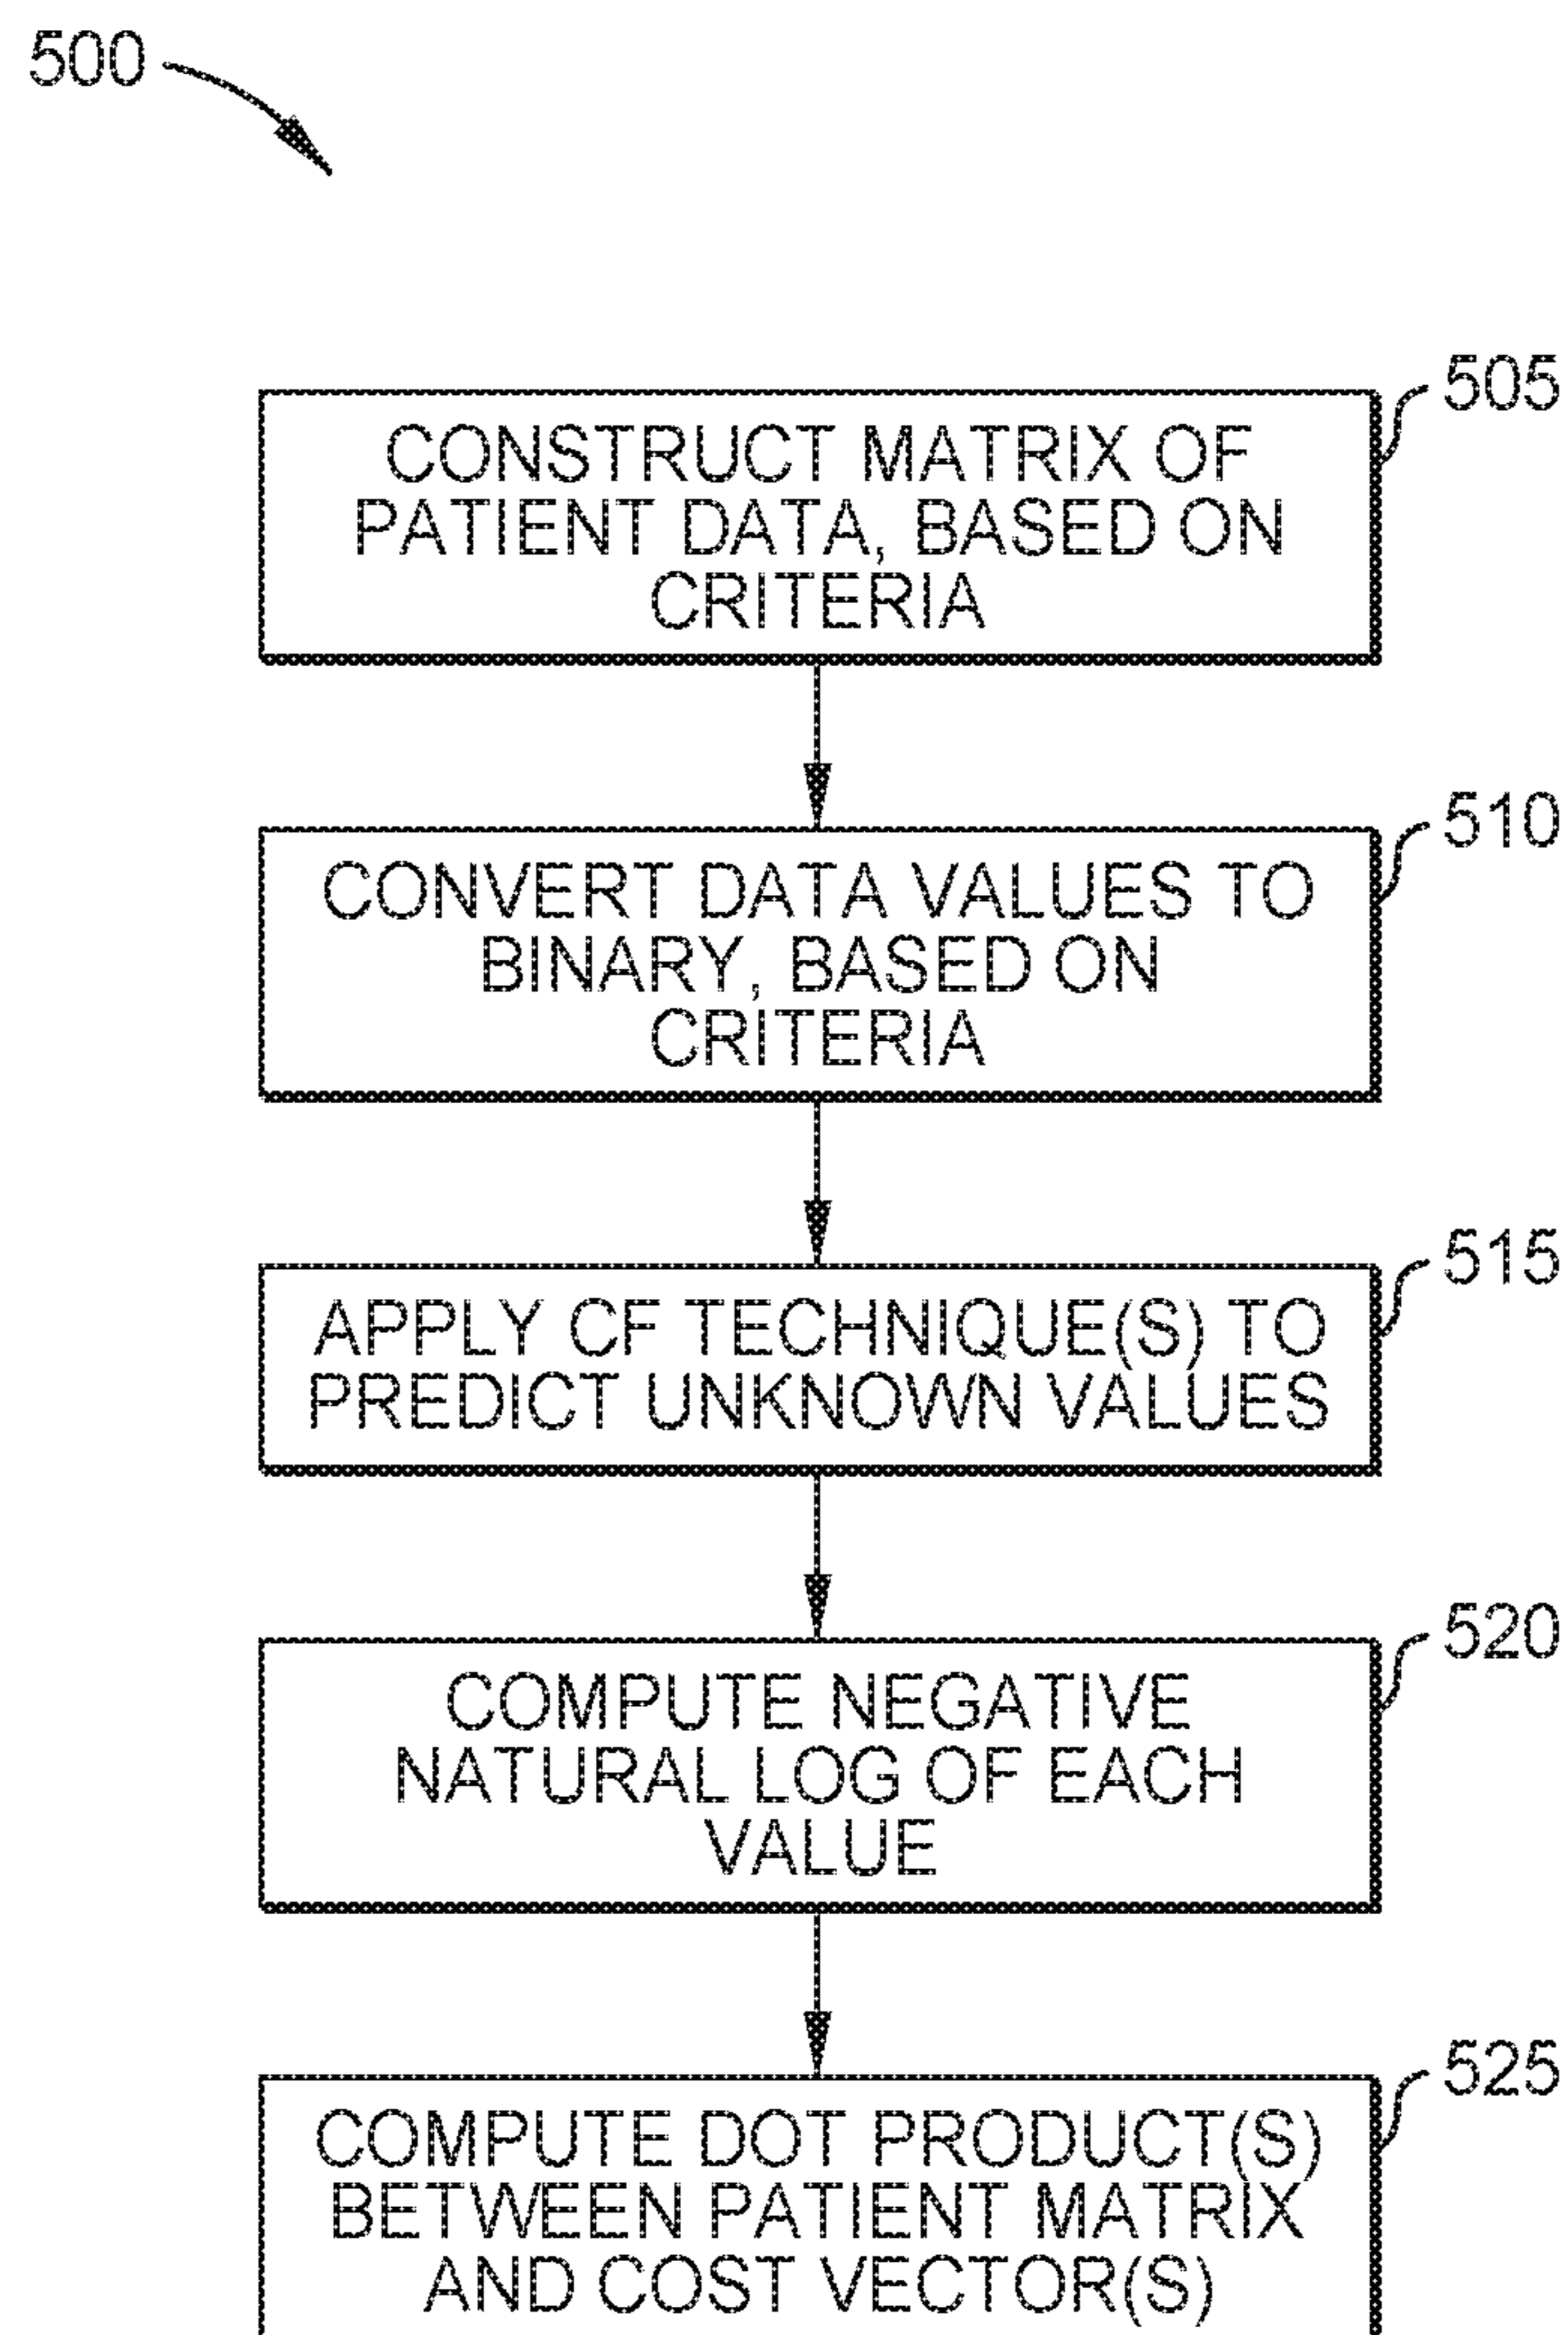 500
505
CONSTRUCT MATRIX OF
PATIENT DATA, BASED ON
CRITERIA
510
CONVERT DATA VALUES TO
BINARY, BASED ON
CRITERIA
515
APPLY CF TECHNIQUE(S) TO
PREDICT UNKNOWN VALUES
520
COMPUTE NEGATIVE
NATURAL LOG OF EACH
VALUE
525
COMPUTE DOT PRODUCT(S)
BETWEEN PATIENT MATRIX
AND COST VECTOR(S)